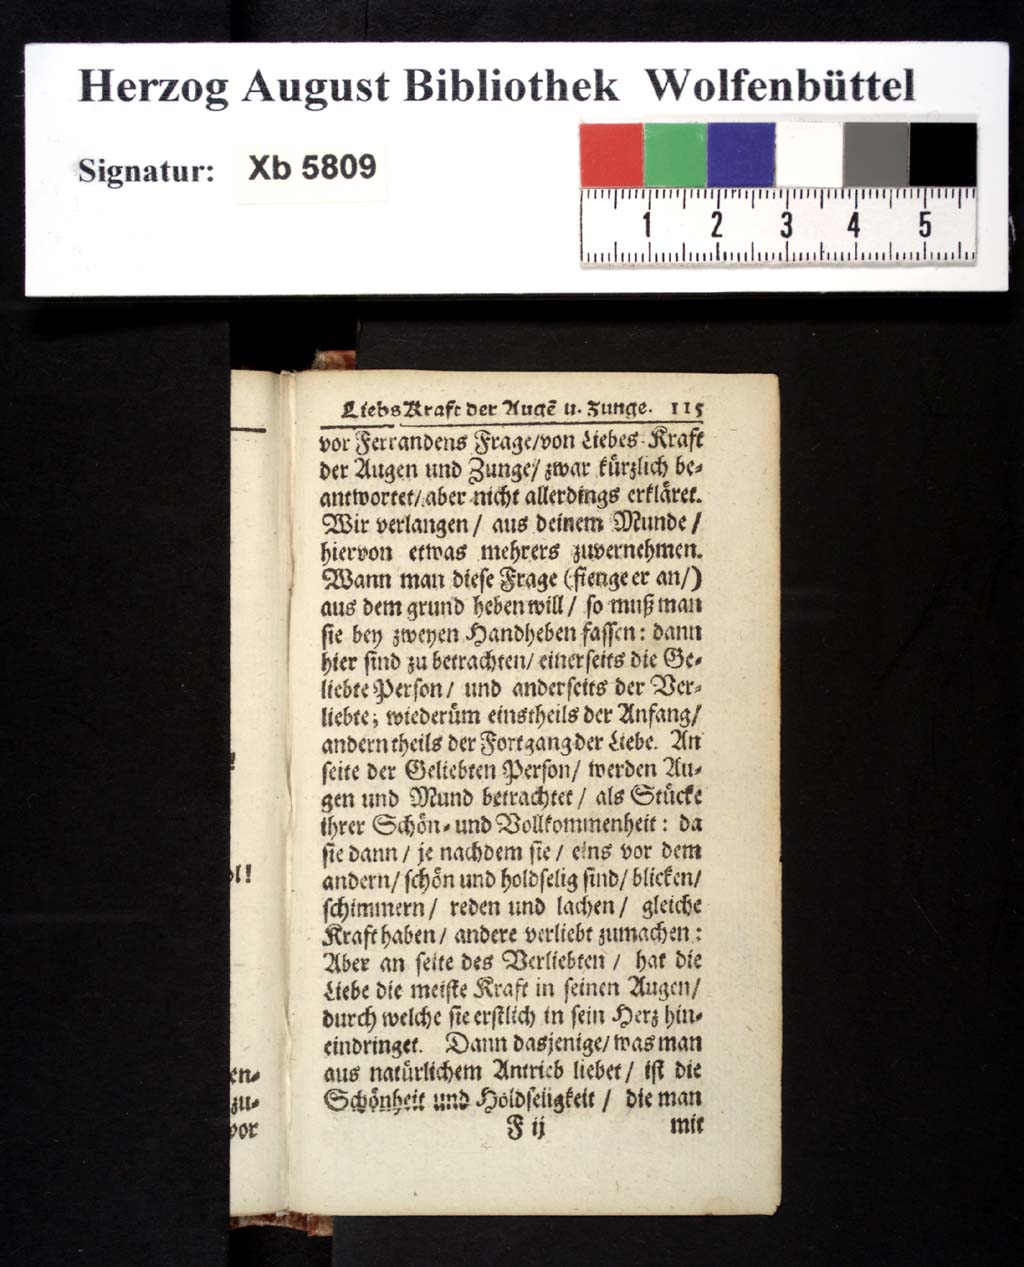 Herzog August Bibliothek Wolfenbüttel
Signatur: Xb 5809
1 2 3 4 5
Liebs Kraft der Augẽ u. Zunge. 115
vor Ferrandens Frage/von Liebes-Kraft
der Augen und Zunge/ zwar kürzlich be-
antwortet/ aber nicht allerdings erkläret.
Wir verlangen/ aus deinem Munde/
hiervon etwas mehrers zuvernehmen.
Wann man diese Frage (fienge er an/)
aus dem grund heben will/ so muß man
sie bey zweyen Handheben fassen: dann
hier sind zu betrachten/ einerseits die Ge-
liebte Person/ und anderseits der Ver-
liebte; wiederüm einstheils der Anfang/
andern theils der Fortgang der Liebe. An
seite der Geliebten Person/ werden Au-
gen und Mund betrachtet/ als Stücke
ihrer Schön- und Vollkommenheit: da
sie dann/ je nachdem sie/ eins vor dem
andern/ schön und holdselig sind/ blicken/
schimmern/ reden und lachen/ gleiche
Kraft haben/ andere verliebt zumachen:
Aber an seite des Verliebten/ hat die
Liebe die meiste Kraft in seinen Augen/
durch welche sie erstlich in sein Herz hin-
eindringet. Dann dasjenige/ was man
aus natürlichem Antrieb liebet/ ist die
Schönheit und Holdseligkeit/ die man
F ij mit
!
ol!
en-
zu-
vor